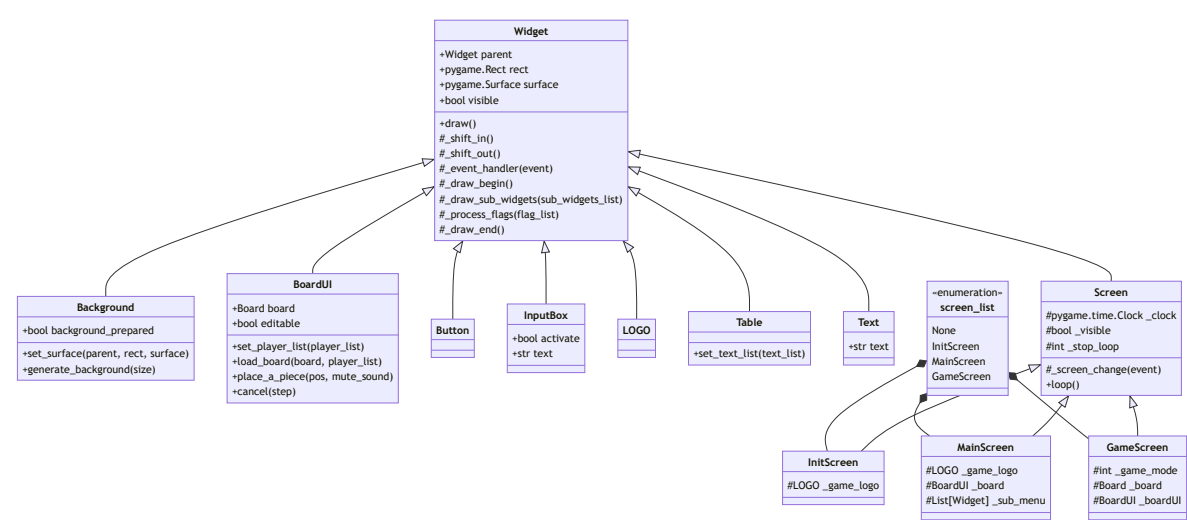 Widget
+Widget parent
+pygame.Rect rect
+pygame.Surface surface
+bool visible
+draw()
#_shift_in()
#_shift_out()
#_event_handler(event)
#_draw_begin()
#_draw_sub_widgets(sub_widgets_list)
#_process_flags(flag_list)
#_draw_end()
Background
+bool background_prepared
+set_surface(parent, rect, surface)
+generate_background(size)
BoardUI
+Board board
+bool editable
+set_player_list(player_list)
+load_board(board, player_list)
+place_a_piece(pos, mute_sound)
+cancel(step)
Button
InputBox
+bool activate
+str text
LOGO
Table
+set_text_list(text_list)
Text
+str text
«enumeration»
screen_list
None
InitScreen
MainScreen
GameScreen
Screen
#pygame.time.Clock _clock
#bool _visible
#int _stop_loop
#_screen_change(event)
+loop()
InitScreen
#LOGO _game_logo
MainScreen
#LOGO _game_logo
#BoardUI _board
#List[Widget] _sub_menu
GameScreen
#int _game_mode
#Board _board
#BoardUI _boardUI